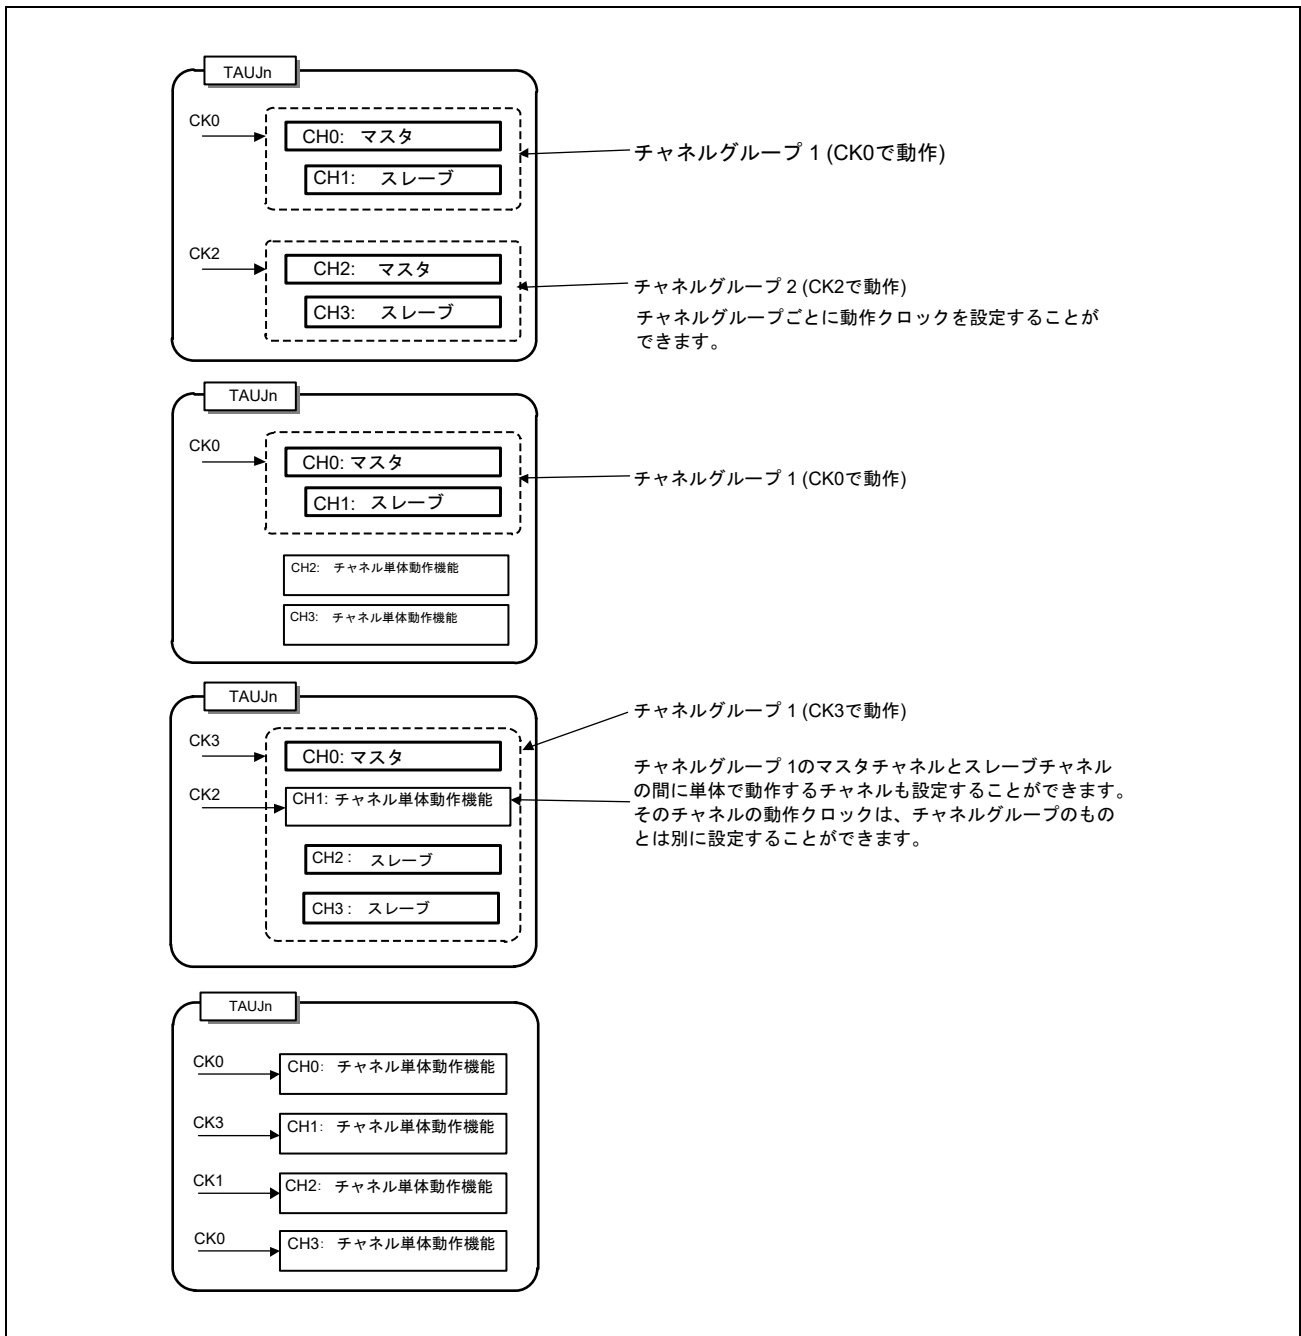 TAUJn
CK0
CH0: マスタ
CH1: スレーブ
チャネルグループ 1 (CK0で動作)
CK2
CH2: マスタ
CH3: スレーブ
チャネルグループ 2 (CK2で動作)
チャネルグループごとに動作クロックを設定することが
できます。
TAUJn
CK0
CH0: マスタ
CH1: スレーブ
チャネルグループ 1 (CK0で動作)
CH2: チャネル単体動作機能
CH3: チャネル単体動作機能
TAUJn
チャネルグループ 1 (CK3で動作)
CK3
CH0: マスタ
CK2
CH1: チャネル単体動作機能
チャネルグループ 1のマスタチャネルとスレーブチャネル
の間に単体で動作するチャネルも設定することができます。
そのチャネルの動作クロックは、チャネルグループのもの
とは別に設定することができます。
CH2 : スレーブ
CH3 : スレーブ
TAUJn
CK0
CH0: チャネル単体動作機能
CK3
CH1: チャネル単体動作機能
CK1
CH2: チャネル単体動作機能
CK0
CH3: チャネル単体動作機能